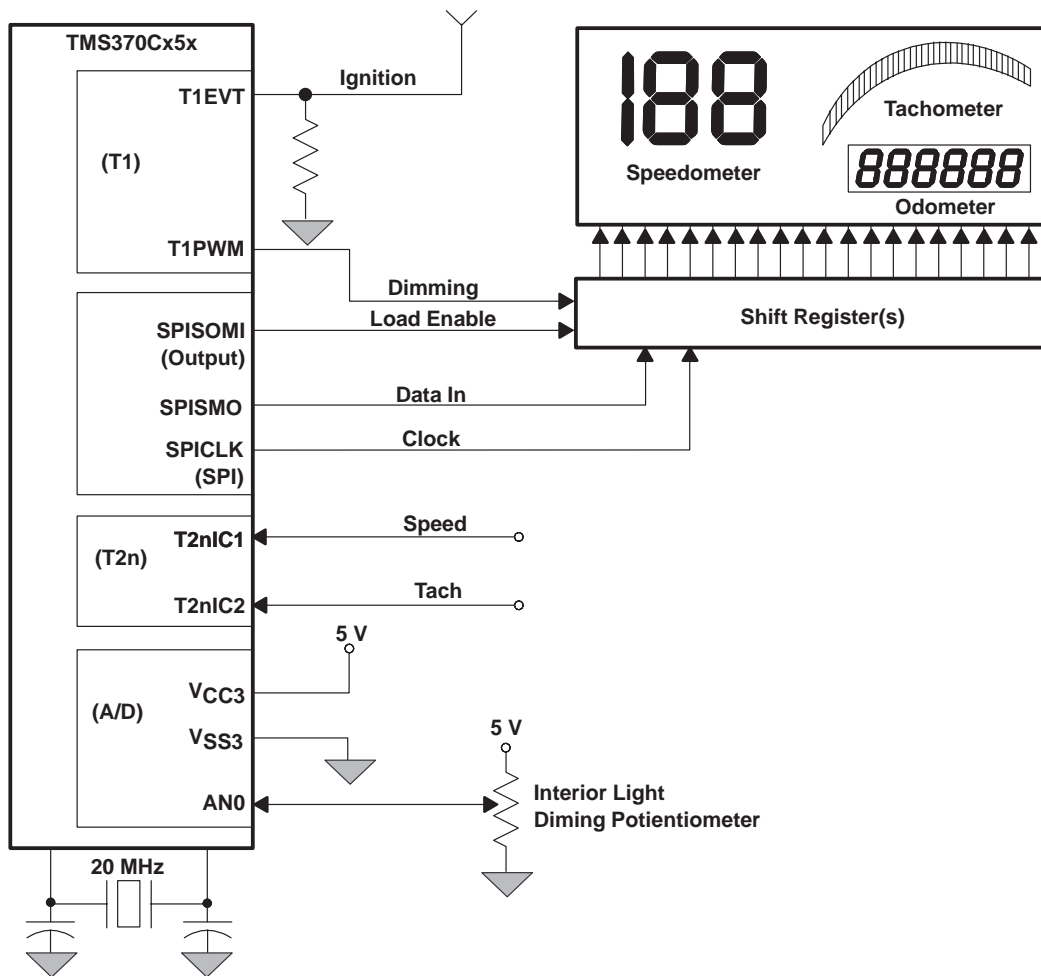 TMS370Cx5x
T1EVT
Ignition
(T1)
T1PWM
188
Speedometer
Tachometer
888888
Odometer
Dimming
Load Enable
Shift Register(s)
SPISOMI
(Output)
SPISMO
Data In
SPICLK
(SPI)
Clock
(T2n)
T2nIC1
Speed
T2nIC2
Tach
5 V
(A/D)
VCC3
VSS3
AN0
5 V
Interior Light
Diming Potientiometer
20 MHz